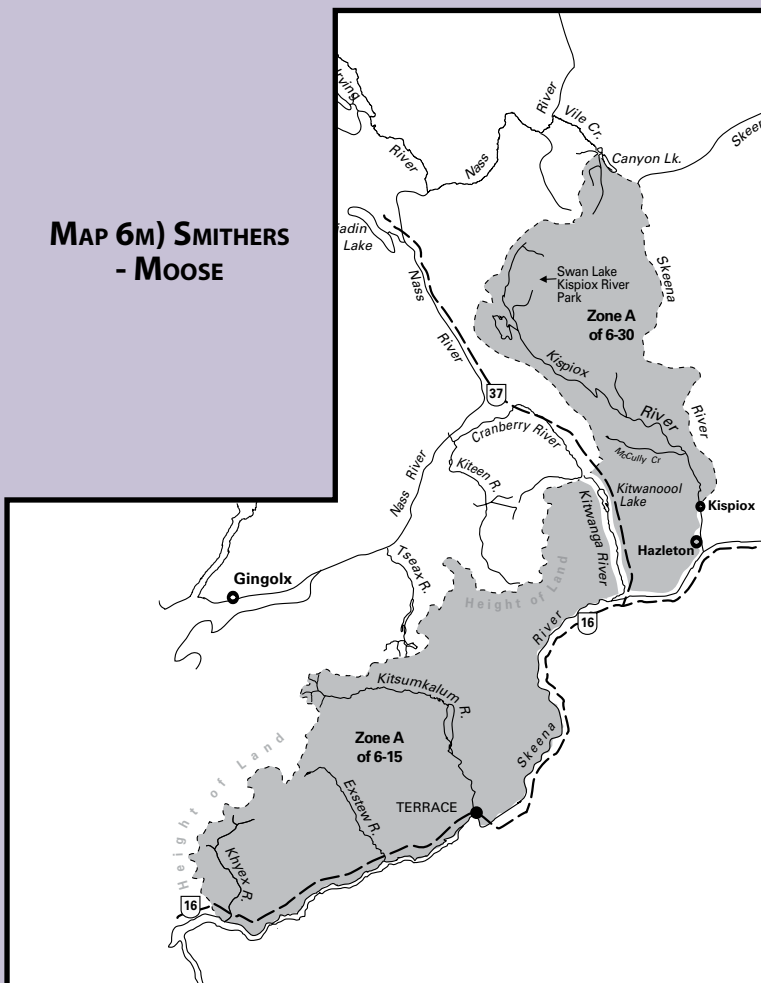 MAP 6M) SMITHERS
- MOOSE
Irving
River
Nass
River
Vile Cr.
Canyon Lk.
Skeen
iadin
Lake
Nass
River
Swan Lake
Kispiox River
Park
Zone A
of 6-30
Skeena
River
Kispiox
River
37
Cranberry River
McCully Cr
Kiteen R.
Nass River
Kitwanoool
Lake
Kitwanga River
Kispiox
Hazleton
Tseax R.
Gingolx
Height of Land
16
River
Skeena
Kitsumkalum R.
Zone A
of 6-15
Height of Land
Exstew R.
TERRACE
Khyex R.
16